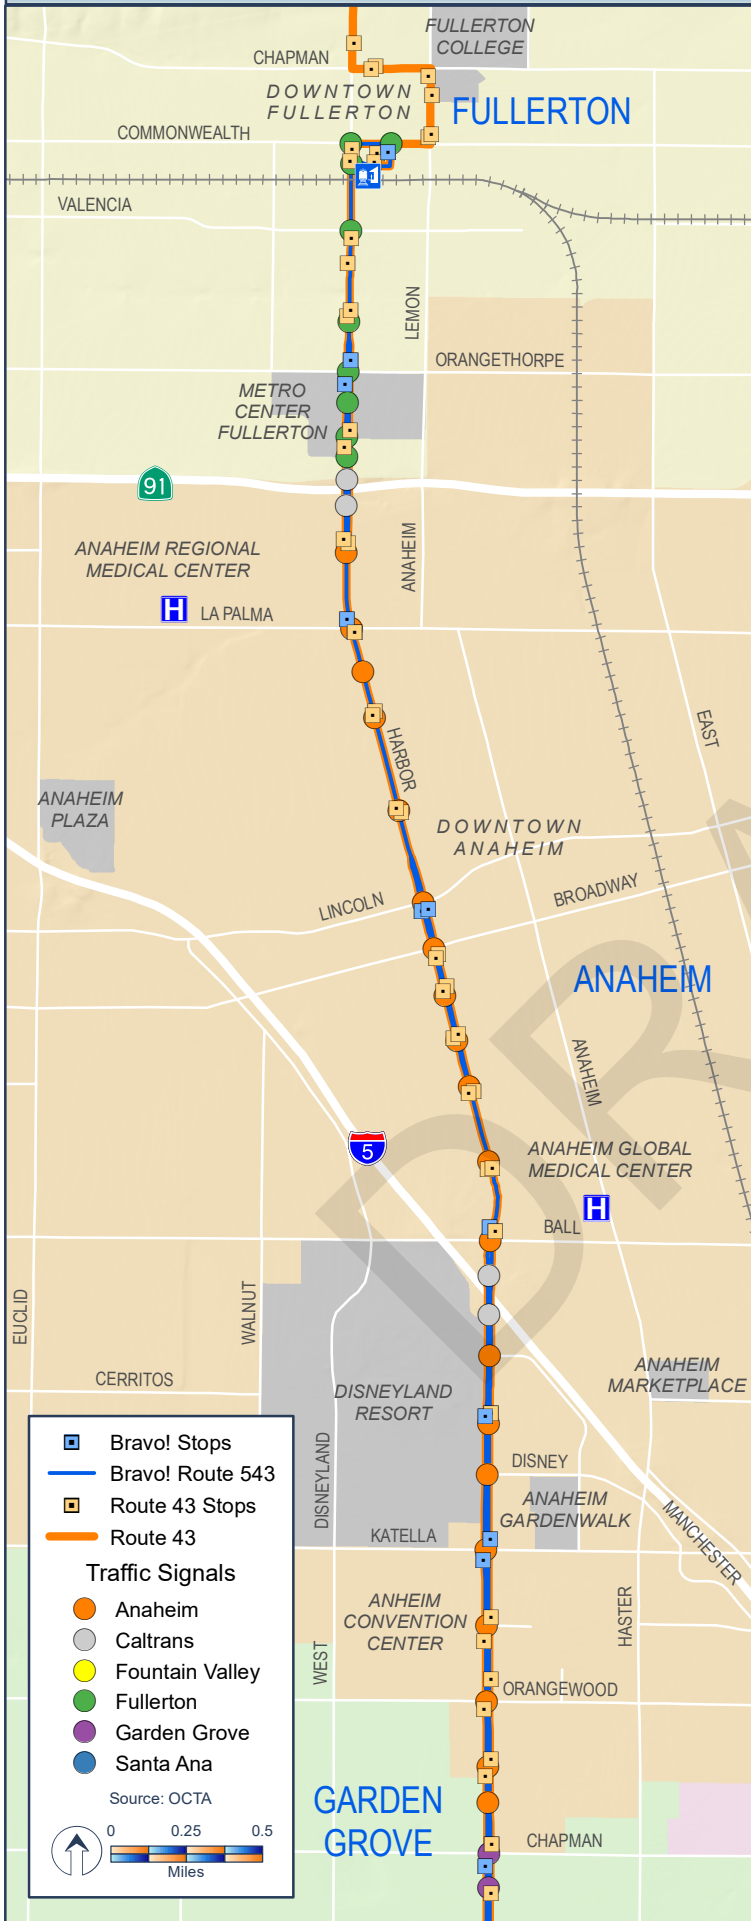 FULLERTON
COLLEGE
CHAPMAN
DOWNTOWN
FULLERTON
FULLERTON
COMMONWEALTH
VALENCIA
LEMON
ORANGETHORPE
METRO
CENTER
FULLERTON
91
ANAHEIM REGIONAL
MEDICAL CENTER
ANAHEIM
H
LA PALMA
EAST
HARBOR
ANAHEIM
PLAZA
DOWNTOWN
ANAHEIM
LINCOLN
BROADWAY
ANAHEIM
ANAHEIM
5
ANAHEIM GLOBAL
MEDICAL CENTER
H
BALL
EUCLID
WALNUT
CERRITOS
DISNEYLAND
RESORT
ANAHEIM
MARKETPLACE
DISNEYLAND
DISNEY
ANAHEIM
GARDENWALK
KATELLA
MANCHESTER
ANHEIM
CONVENTION
CENTER
HASTER
WEST
ORANGEWOOD
GARDEN
GROVE
CHAPMAN
Bravo! Stops
Bravo! Route 543
Route 43 Stops
Route 43
Traffic Signals
Anaheim
Caltrans
Fountain Valley
Fullerton
Garden Grove
Santa Ana
Source: OCTA
0 0.25 0.5
Miles